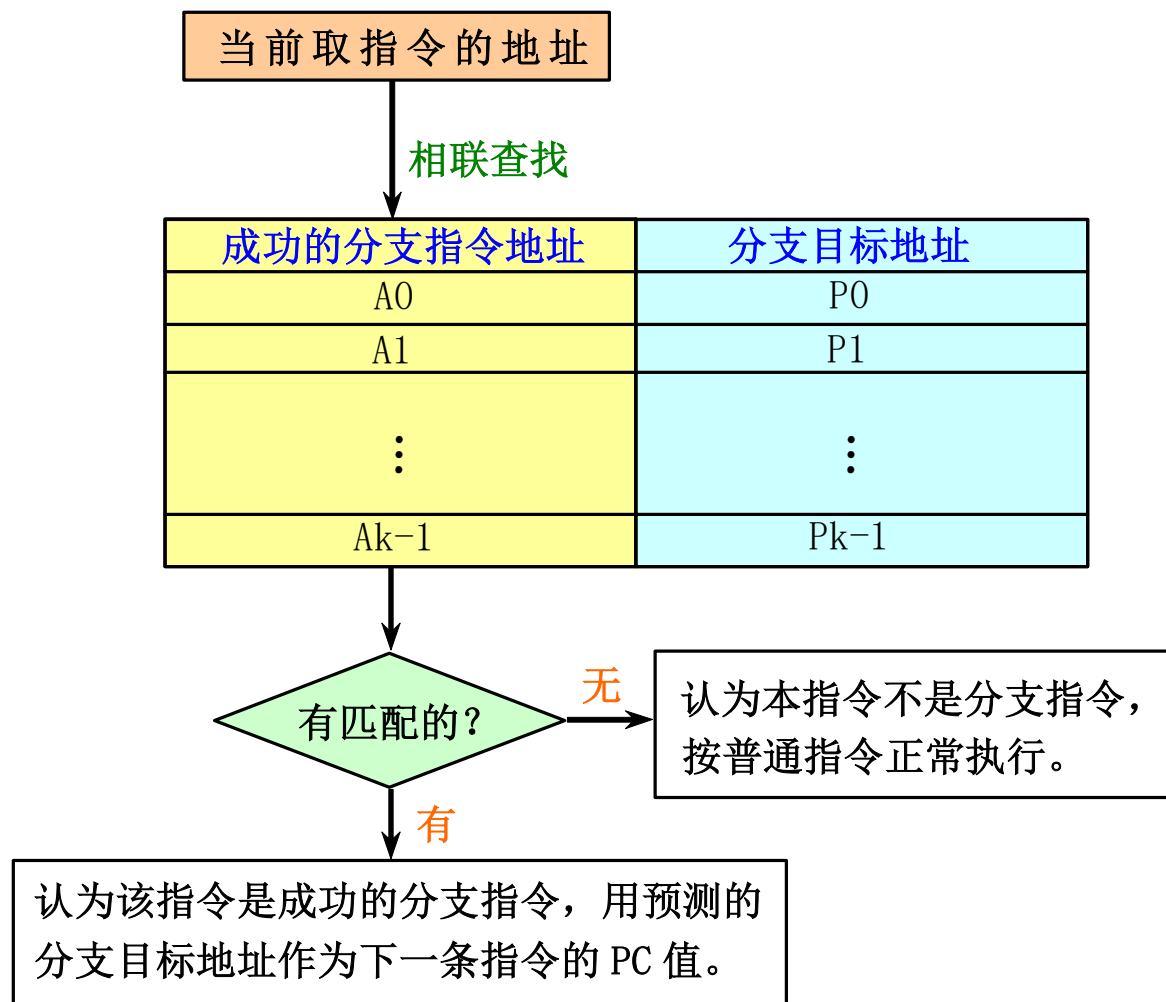 当前取指令的地址
相联查找
成功的分支指令地址 分支目标地址
A0 P0
A1 P1
⋮ ⋮
Ak-1 Pk-1
有匹配的？
无
认为本指令不是分支指令，
按普通指令正常执行。
有
认为该指令是成功的分支指令，用预测的
分支目标地址作为下一条指令的 PC 值。